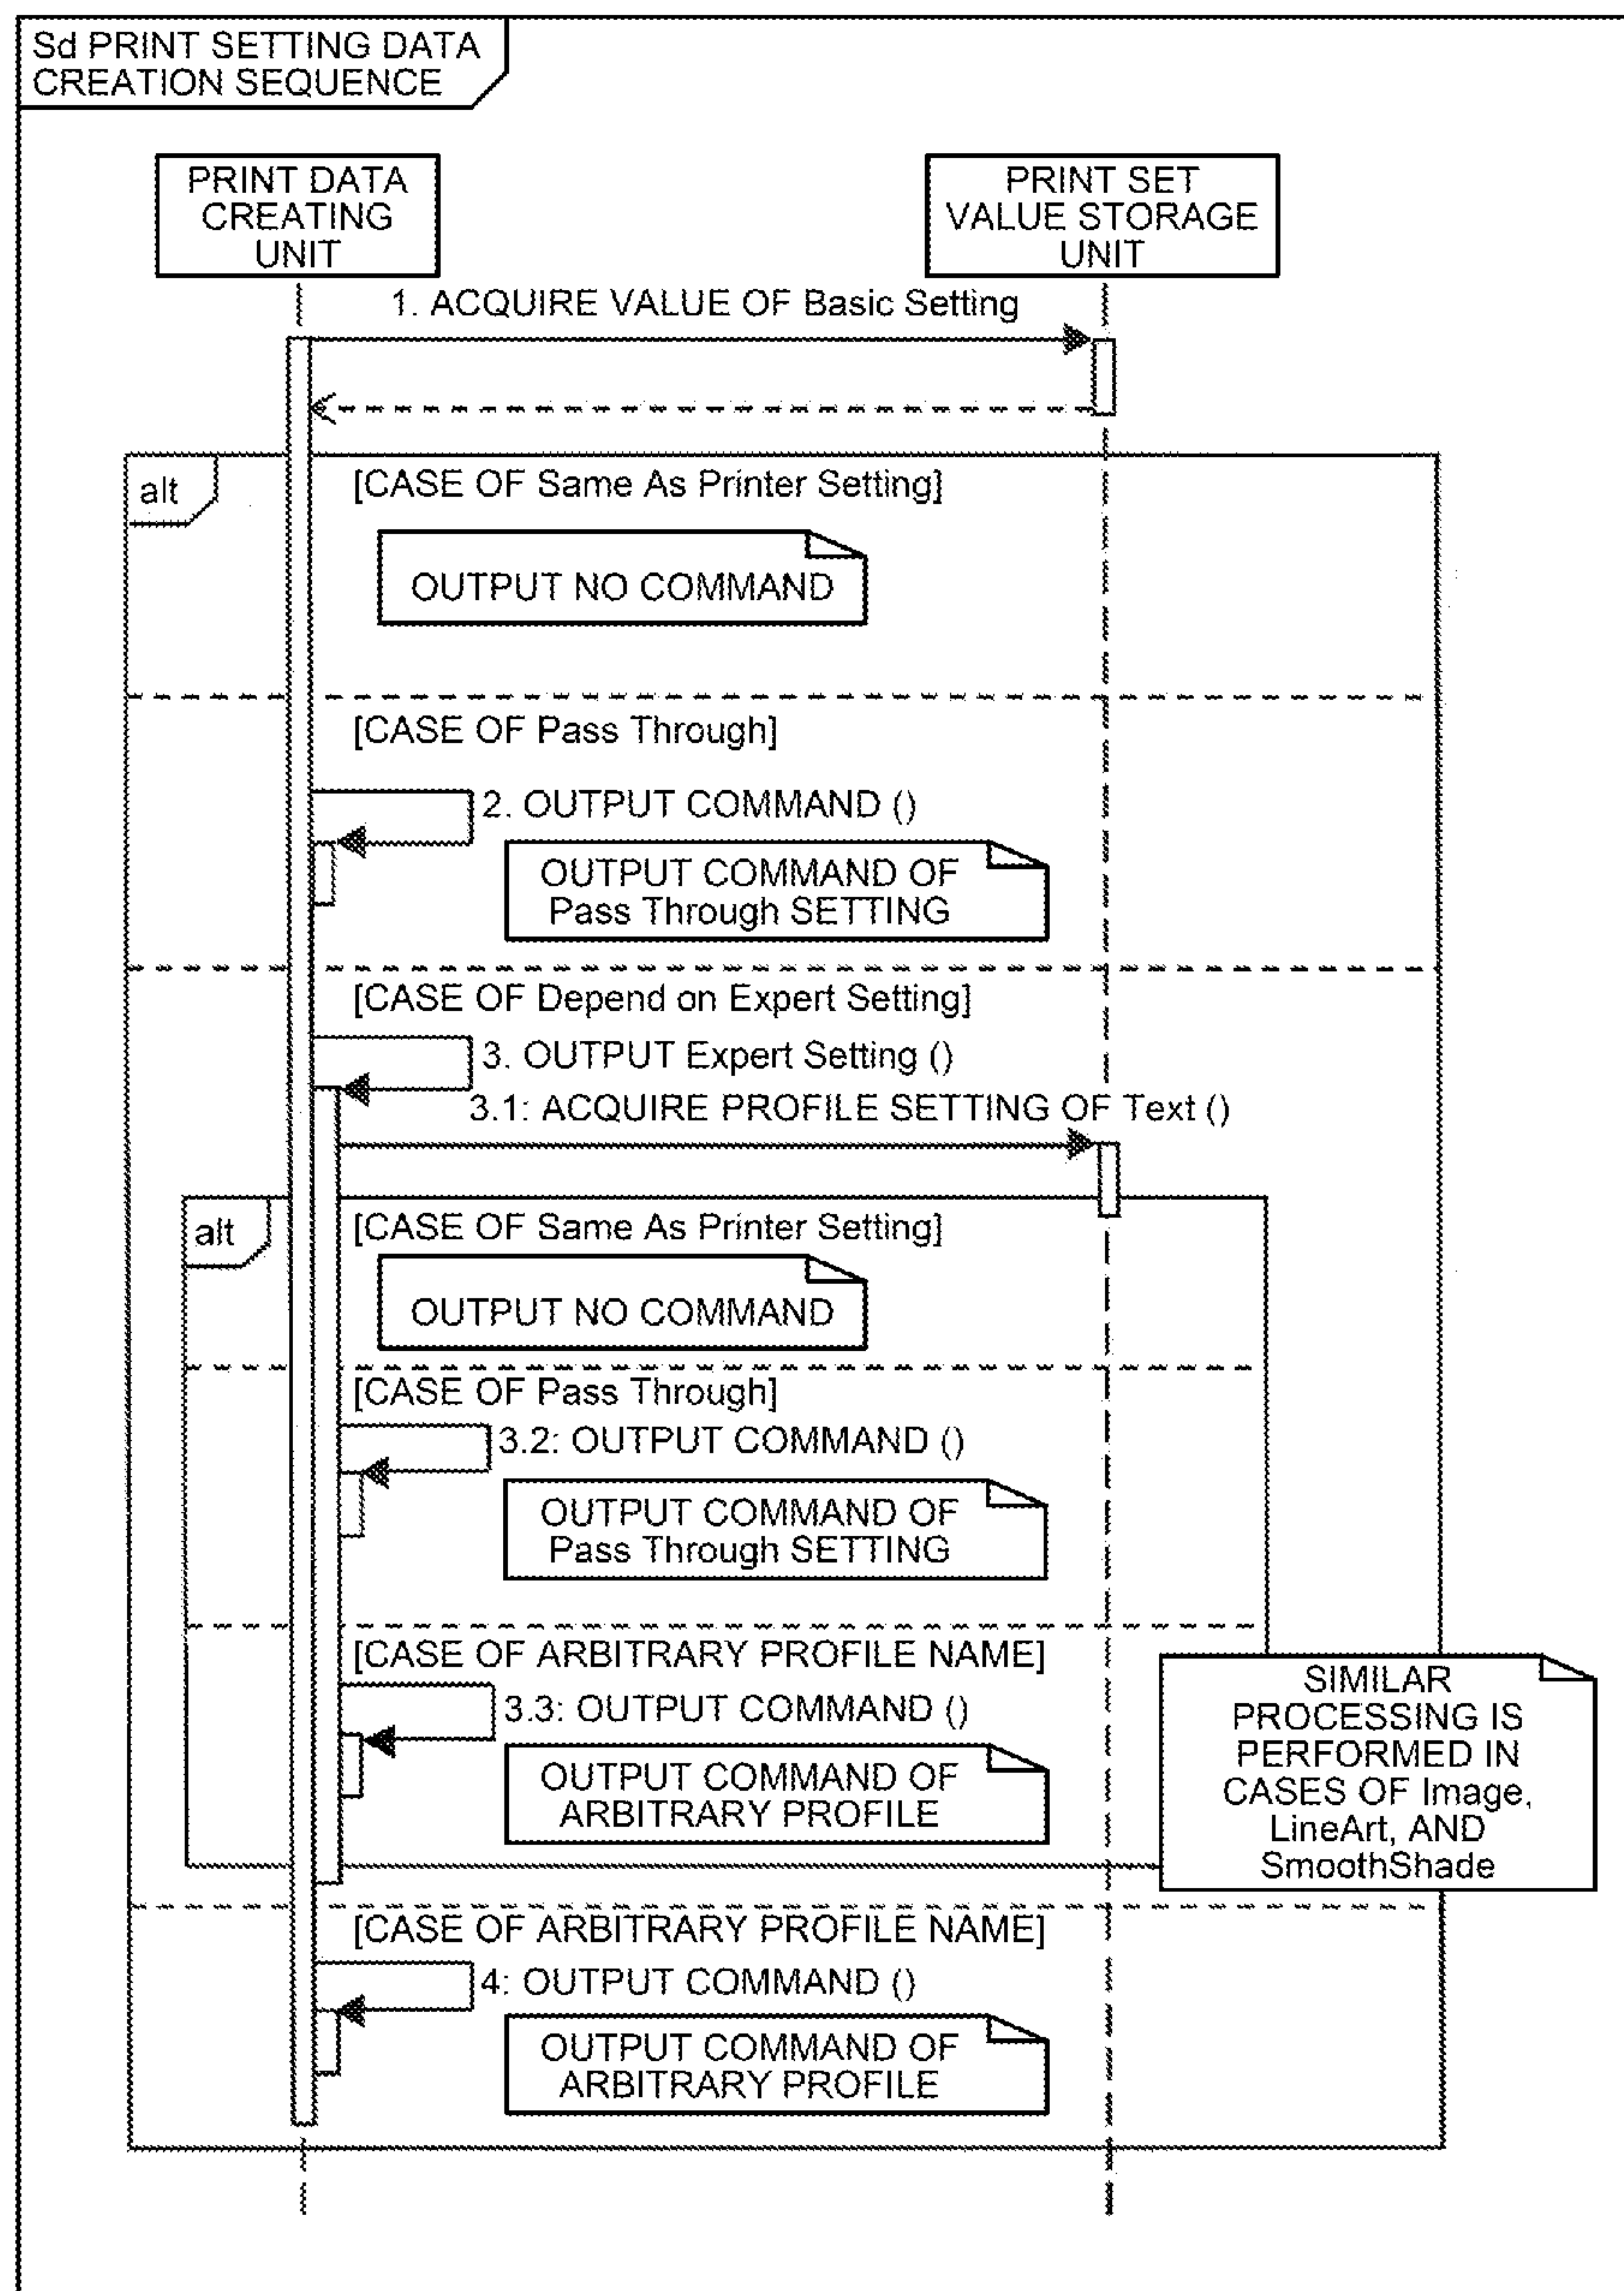 Sd PRINT SETTING DATA
CREATION SEQUENCE
PRINT DATA
CREATING
UNIT
PRINT SET
VALUE STORAGE
UNIT
1. ACQUIRE VALUE OF Basic Setting
alt
[CASE OF Same As Printer Setting]
OUTPUT NO COMMAND
[CASE OF Pass Through]
2. OUTPUT COMMAND ()
OUTPUT COMMAND OF
Pass Through SETTING
[CASE OF Depend on Expert Setting]
3. OUTPUT Expert Setting ()
3.1: ACQUIRE PROFILE SETTING OF Text ()
alt
[CASE OF Same As Printer Setting]
OUTPUT NO COMMAND
[CASE OF Pass Through]
3.2: OUTPUT COMMAND ()
OUTPUT COMMAND OF
Pass Through SETTING
[CASE OF ARBITRARY PROFILE NAME]
3.3: OUTPUT COMMAND ()
OUTPUT COMMAND OF
ARBITRARY PROFILE
SIMILAR
PROCESSING IS
PERFORMED IN
CASES OF Image,
LineArt, AND
SmoothShade
[CASE OF ARBITRARY PROFILE NAME]
4: OUTPUT COMMAND ()
OUTPUT COMMAND OF
ARBITRARY PROFILE